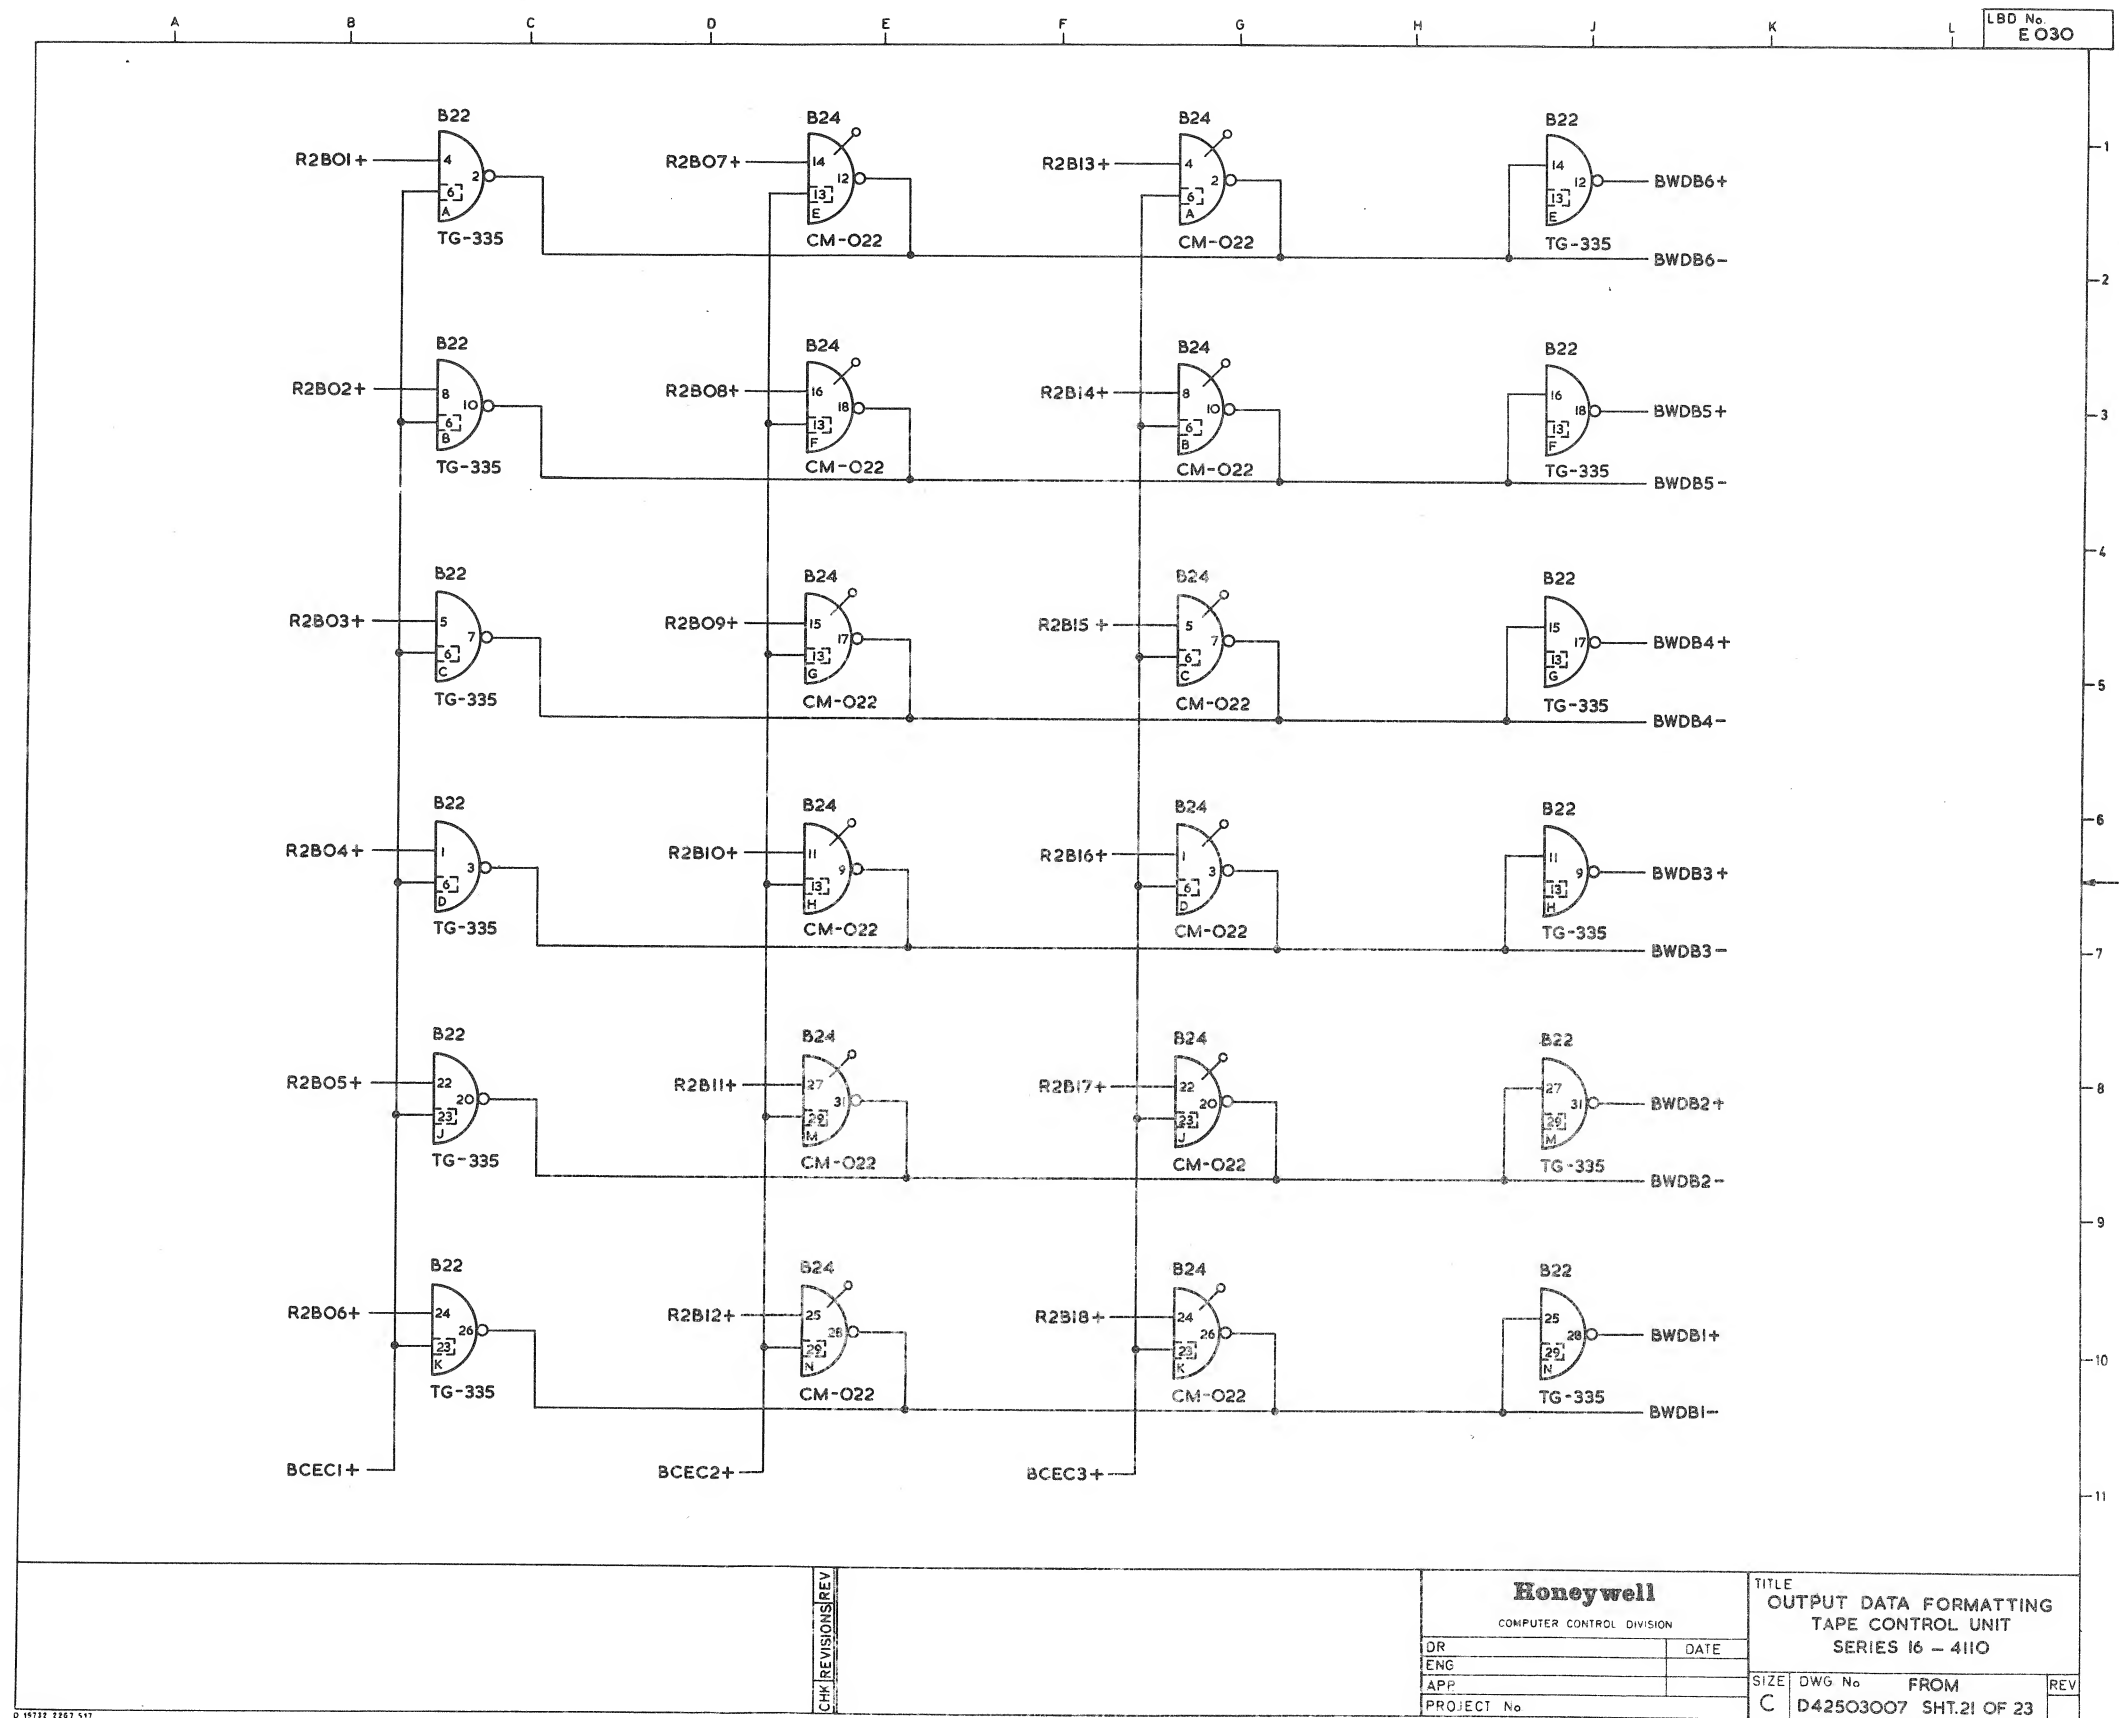 A B C D E F G H J K L
LBD No.
E 030
B22 B24 B24 B22
R2B01+ 4 6 2 A TG-335
R2B07+ 14 13 12 E CM-022
R2B13+ 4 6 2 A CM-022
14 13 12 E TG-335 BWDB6+
BWDB6-
1
2
B22 B24 B24 B22
R2B02+ 8 6 10 B TG-335
R2B08+ 16 13 18 F CM-022
R2B14+ 8 6 10 B CM-022
16 13 18 F TG-335 BWDB5+
BWDB5-
3
4
B22 B24 B24 B22
R2B03+ 5 6 7 C TG-335
R2B09+ 15 13 17 G CM-022
R2B15+ 5 6 7 C CM-022
15 13 17 G TG-335 BWDB4+
BWDB4-
5
B22 B24 B24 B22
R2B04+ 1 6 3 D TG-335
R2B10+ 11 13 9 H CM-022
R2B16+ 1 6 3 D CM-022
11 13 9 H TG-335 BWDB3+
BWDB3-
6
7
B22 B24 B24 B22
R2B05+ 22 23 20 J TG-335
R2B11+ 27 29 31 M CM-022
R2B17+ 22 23 20 J CM-022
27 29 31 M TG-335 BWDB2+
BWDB2-
8
9
B22 B24 B24 B22
R2B06+ 24 23 26 K TG-335
R2B12+ 25 29 28 N CM-022
R2B18+ 24 23 26 K CM-022
25 29 28 N TG-335 BWDB1+
BWDB1-
10
BCEC1+ BCEC2+ BCEC3+
11
CHK REVISIONS REV
Honeywell
COMPUTER CONTROL DIVISION
DR DATE
ENG
APP
PROJECT No
TITLE
OUTPUT DATA FORMATTING
TAPE CONTROL UNIT
SERIES 16 – 4110
SIZE DWG No FROM REV
C D42503007 SHT.21 OF 23